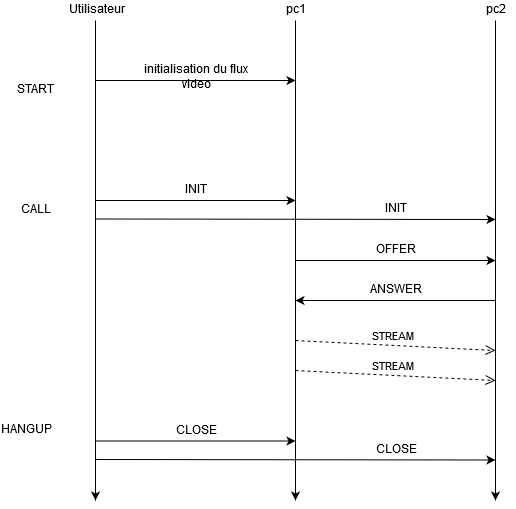 Utilisateur
pc1
pc2
initialisation du flux
video
START
INIT
CALL
INIT
OFFER
ANSWER
STREAM
STREAM
HANGUP
CLOSE
CLOSE